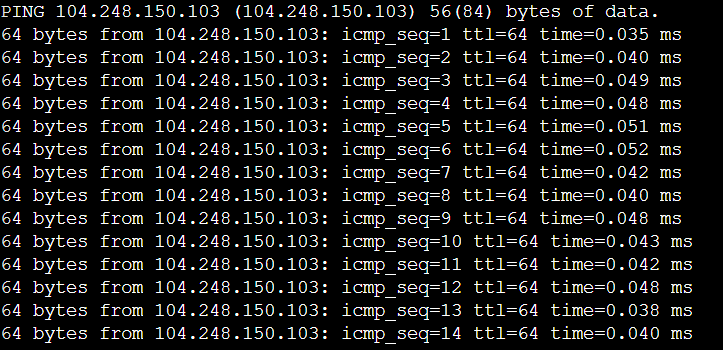 PING 104.248.150.103 (104.248.150.103) 56(84) bytes of data.
64 bytes from 104.248.150.103: icmp_seq=1 ttl=64 time=0.035 ms
64 bytes from 104.248.150.103: icmp_seq=2 ttl=64 time=0.040 ms
64 bytes from 104.248.150.103: icmp_seq=3 ttl=64 time=0.049 ms
64 bytes from 104.248.150.103: icmp_seq=4 ttl=64 time=0.048 ms
64 bytes from 104.248.150.103: icmp_seq=5 ttl=64 time=0.051 ms
64 bytes from 104.248.150.103: icmp_seq=6 ttl=64 time=0.052 ms
64 bytes from 104.248.150.103: icmp_seq=7 ttl=64 time=0.042 ms
64 bytes from 104.248.150.103: icmp_seq=8 ttl=64 time=0.040 ms
64 bytes from 104.248.150.103: icmp_seq=9 ttl=64 time=0.048 ms
64 bytes from 104.248.150.103: icmp_seq=10 ttl=64 time=0.043 ms
64 bytes from 104.248.150.103: icmp_seq=11 ttl=64 time=0.042 ms
64 bytes from 104.248.150.103: icmp_seq=12 ttl=64 time=0.048 ms
64 bytes from 104.248.150.103: icmp_seq=13 ttl=64 time=0.038 ms
64 bytes from 104.248.150.103: icmp_seq=14 ttl=64 time=0.040 ms